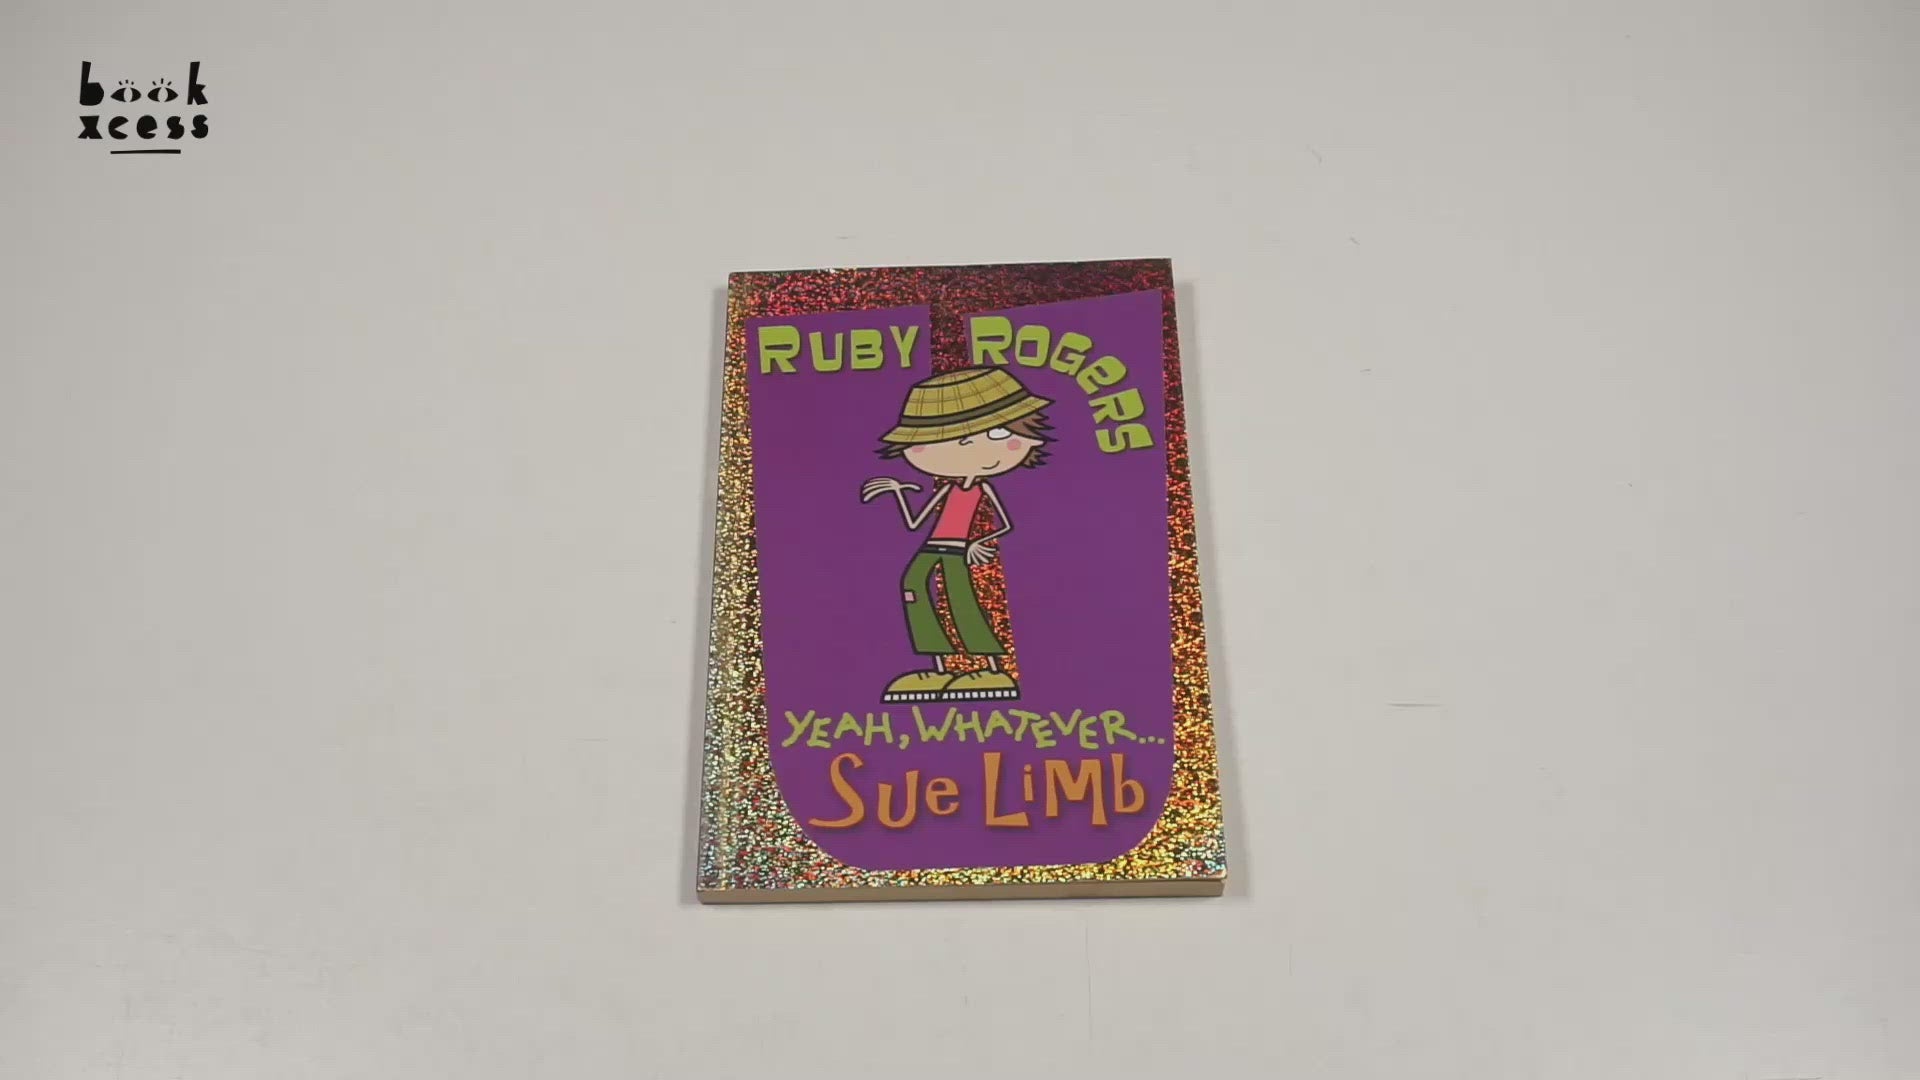 book
xcess
RUBY ROGERS
YEAH, WHATEVER...
SUE LIMB